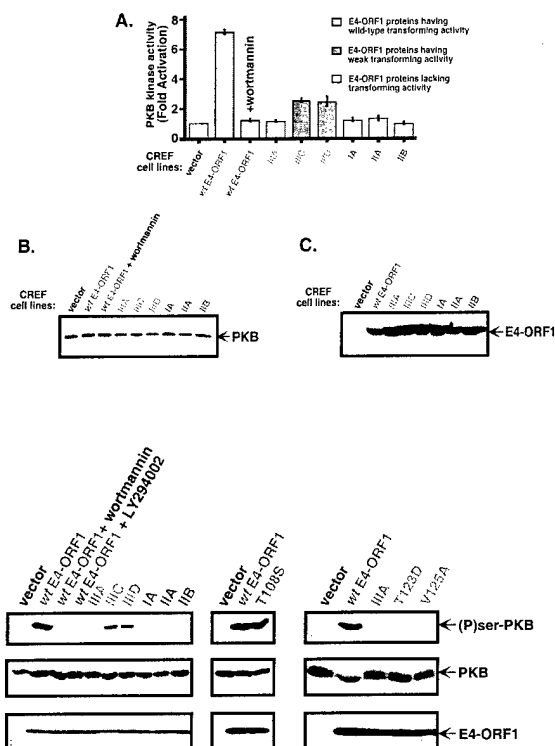 A.
PKB kinase activity
(Fold Activation)
8
6
4
2
0
+wortmannin
E4-ORF1 proteins having
wild-type transforming
activity
E4-ORF1 proteins having
weak transforming
activity
E4-ORF1 proteins lacking
transforming activity
CREF
cell lines:
vector
wt E4-ORF1
wt E4-ORF1
IIIA
IIIC
IIID
IA
IIA
IIB
B.
CREF
cell lines:
vector
wt E4-ORF1
wt E4-ORF1 + wortmannin
IIIA
IIIC
IIID
IA
IIA
IIB
PKB
C.
CREF
cell lines:
vector
wt E4-ORF1
IIIA
IIIC
IIID
IA
IIA
IIB
E4-ORF1
vector
wt E4-ORF1
wt E4-ORF1+ wortmannin
wt E4-ORF1 + LY294002
IIIA
IIIC
IIID
IA
IIA
IIB
vector
wt E4-ORF1
T108S
vector
wt E4-ORF1
IIIA
T123D
V125A
(P)ser-PKB
PKB
E4-ORF1